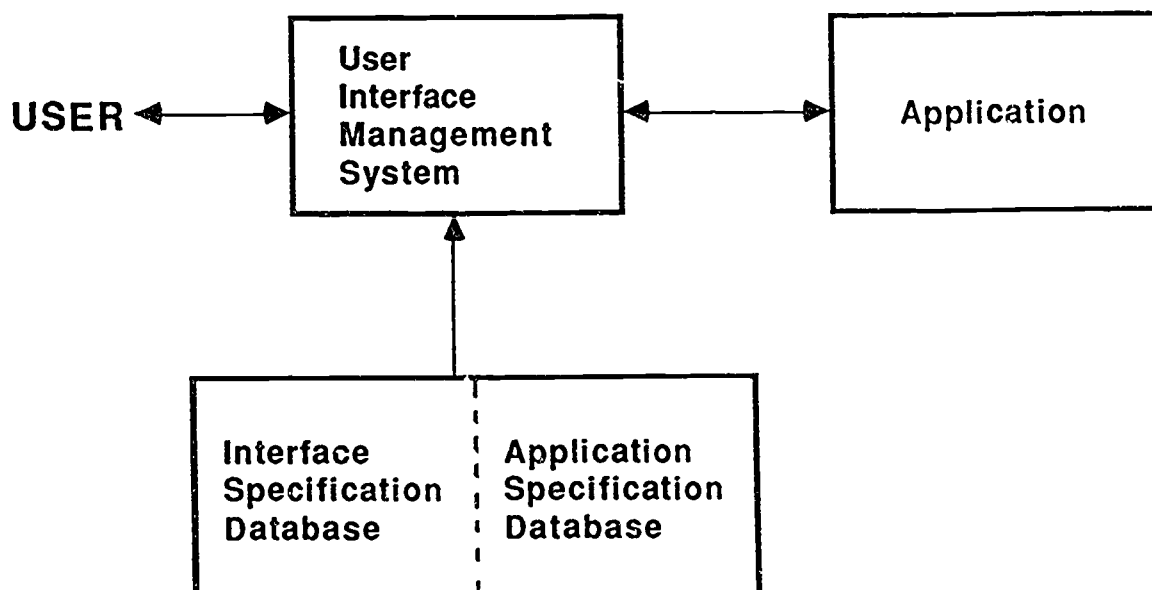 USER
User
Interface
Management
System
Application
Interface
Specification
Database
Application
Specification
Database